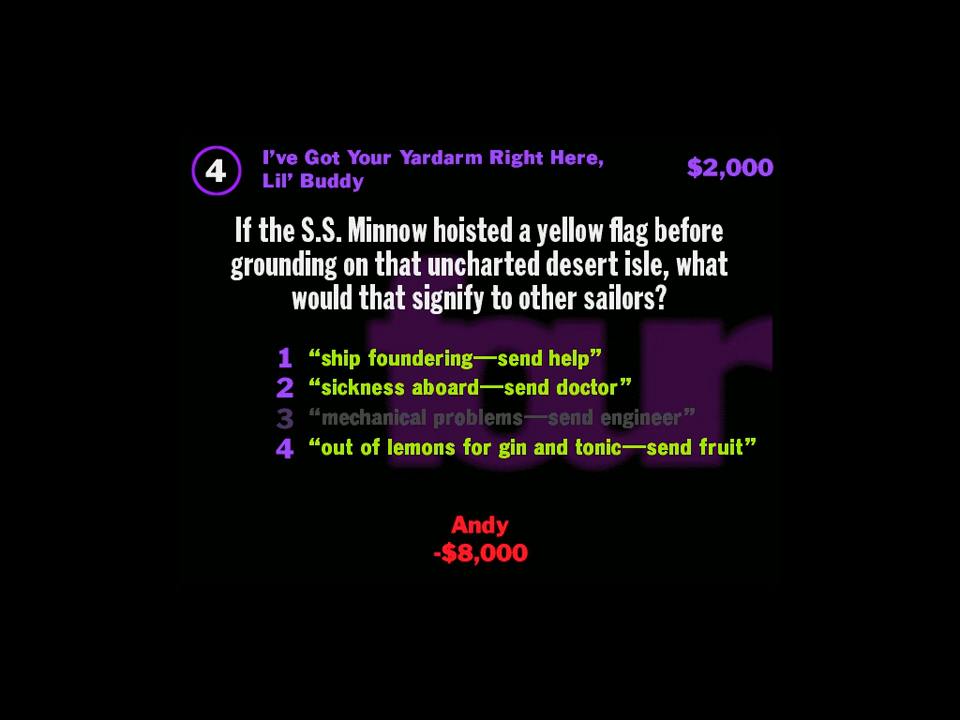 4
I’ve Got Your Yardarm Right Here,
Lil’ Buddy
$2,000
If the S.S. Minnow hoisted a yellow flag before
grounding on that uncharted desert isle, what
would that signify to other sailors?
four
1 “ship foundering—send help”
2 “sickness aboard—send doctor”
3 “mechanical problems—send engineer”
4 “out of lemons for gin and tonic—send fruit”
Andy
-$8,000